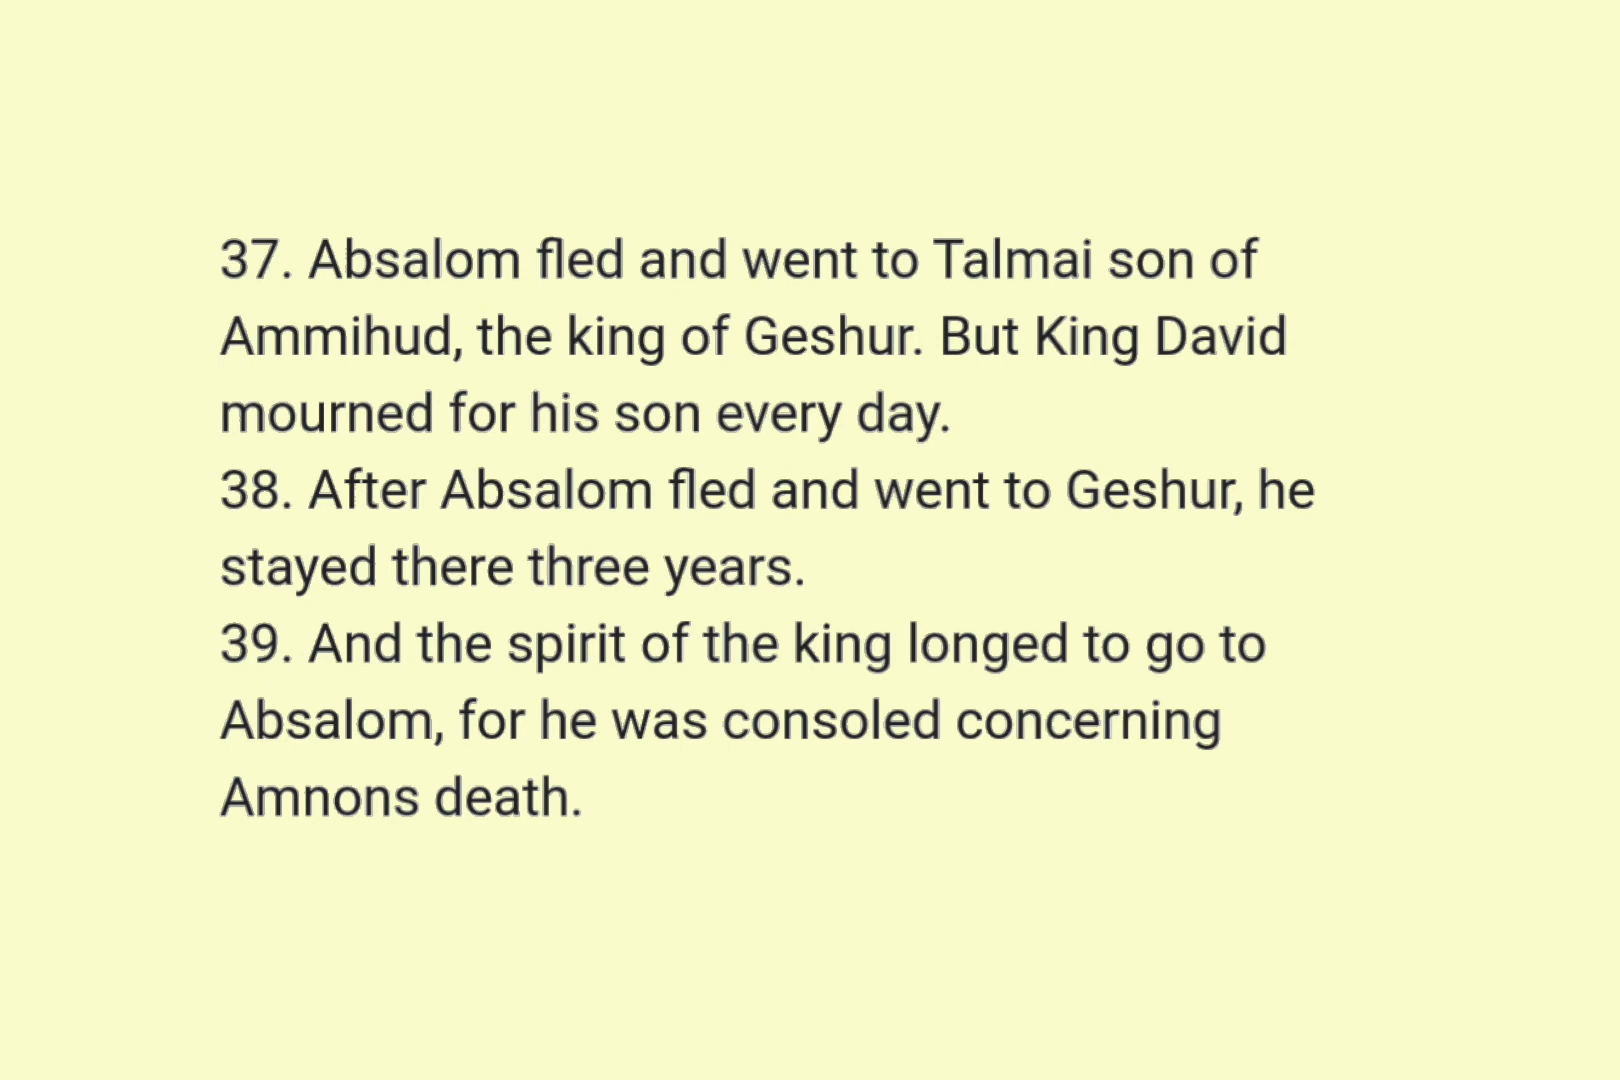 37. Absalom fled and went to Talmai son of
Ammihud, the king of Geshur. But King David
mourned for his son every day.
38. After Absalom fled and went to Geshur, he
stayed there three years.
39. And the spirit of the king longed to go to
Absalom, for he was consoled concerning
Amnons death.